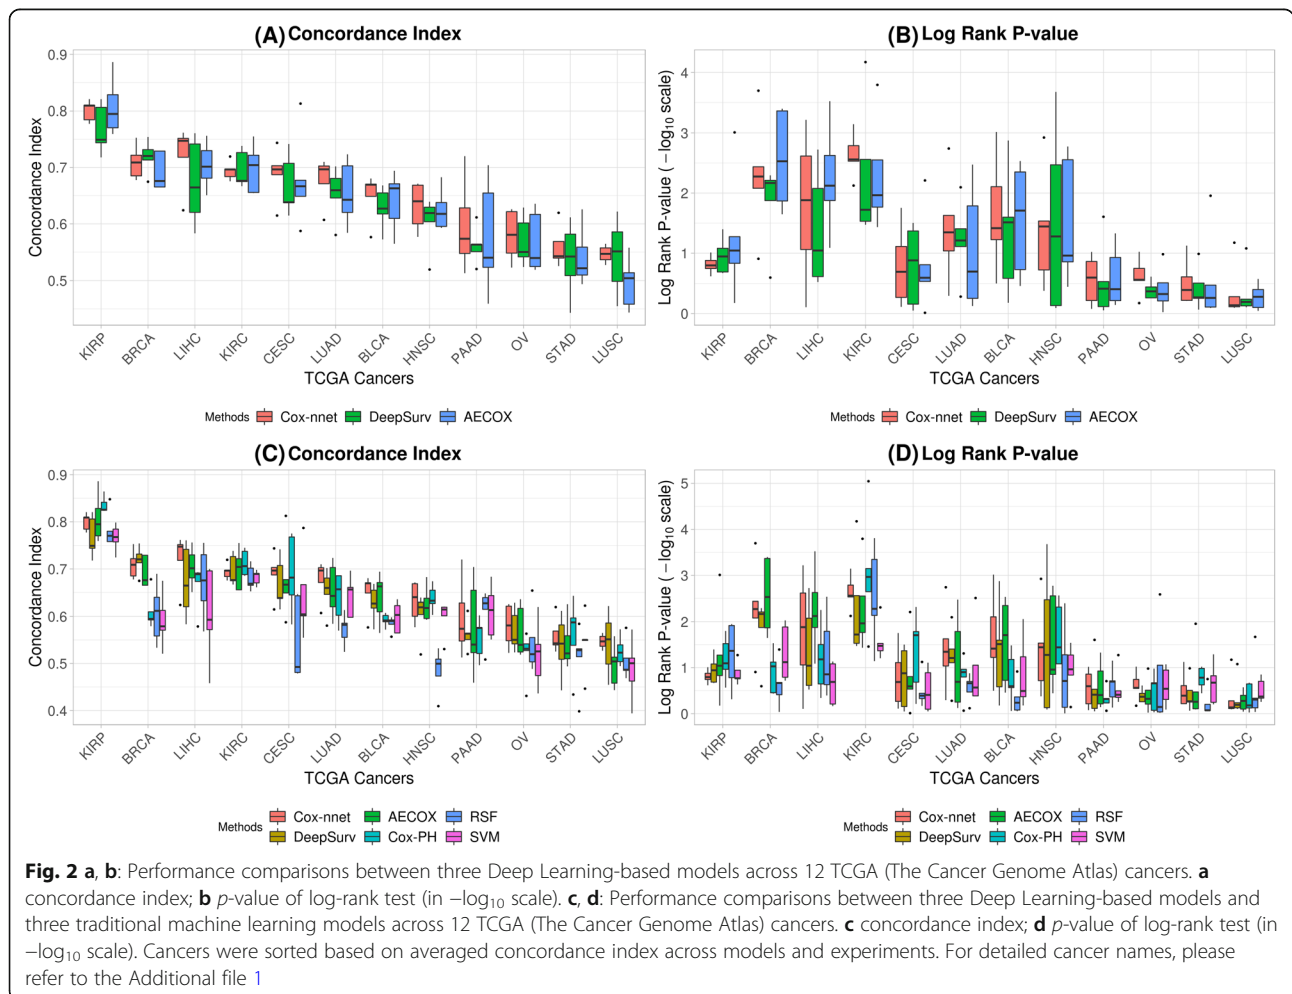 (A) Concordance Index
0.9
0.8
0.7
0.6
0.5
Concordance Index
KIRP BRCA LIHC KIRC CESC LUAD BLCA HNSC PAAD OV STAD LUSC
TCGA Cancers
Methods Cox-nnet DeepSurv AECOX
(B) Log Rank P-value
4
3
2
1
0
Log Rank P-value (−log10 scale)
KIRP BRCA LIHC KIRC CESC LUAD BLCA HNSC PAAD OV STAD LUSC
TCGA Cancers
Methods Cox-nnet DeepSurv AECOX
(C) Concordance Index
0.9
0.8
0.7
0.6
0.5
0.4
Concordance Index
KIRP BRCA LIHC KIRC CESC LUAD BLCA HNSC PAAD OV STAD LUSC
TCGA Cancers
Methods
Cox-nnet AECOX RSF
DeepSurv Cox-PH SVM
(D) Log Rank P-value
5
4
3
2
1
0
Log Rank P-value (−log10 scale)
KIRP BRCA LIHC KIRC CESC LUAD BLCA HNSC PAAD OV STAD LUSC
TCGA Cancers
Methods
Cox-nnet AECOX RSF
DeepSurv Cox-PH SVM
Fig. 2 a, b: Performance comparisons between three Deep Learning-based models across 12 TCGA (The Cancer Genome Atlas) cancers. a
concordance index; b p-value of log-rank test (in −log10 scale). c, d: Performance comparisons between three Deep Learning-based models and
three traditional machine learning models across 12 TCGA (The Cancer Genome Atlas) cancers. c concordance index; d p-value of log-rank test (in
−log10 scale). Cancers were sorted based on averaged concordance index across models and experiments. For detailed cancer names, please
refer to the Additional file 1